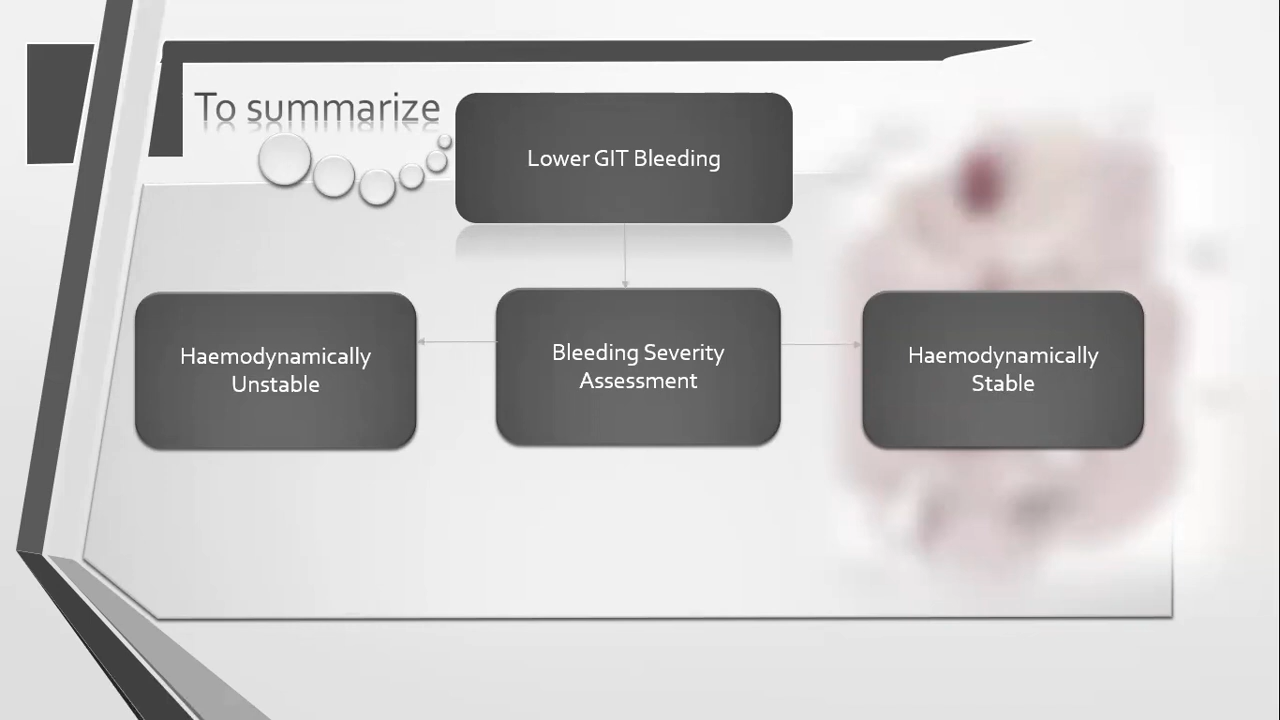 To summarize
Lower GIT Bleeding
Haemodynamically
Unstable
Bleeding Severity
Assessment
Haemodynamically
Stable